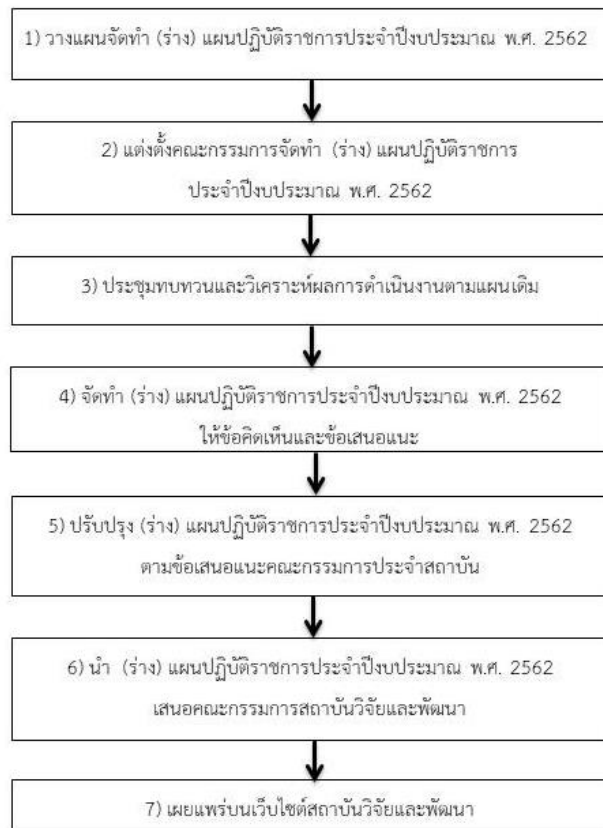 1) วางแผนจัดทำ (ร่าง) แผนปฏิบัติราชการประจำปีงบประมาณ พ.ศ. 2562
2) แต่งตั้งคณะกรรมการจัดทำ (ร่าง) แผนปฏิบัติราชการ
ประจำปีงบประมาณ พ.ศ. 2562
3) ประชุมทบทวนและวิเคราะห์ผลการดำเนินงานตามแผนเดิม
4) จัดทำ (ร่าง) แผนปฏิบัติราชการประจำปีงบประมาณ พ.ศ. 2562
ให้ข้อคิดเห็นและข้อเสนอแนะ
5) ปรับปรุง (ร่าง) แผนปฏิบัติราชการประจำปีงบประมาณ พ.ศ. 2562
ตามข้อเสนอแนะคณะกรรมการประจำสถาบัน
6) นำ (ร่าง) แผนปฏิบัติราชการประจำปีงบประมาณ พ.ศ. 2562
เสนอคณะกรรมการสถาบันวิจัยและพัฒนา
7) เผยแพร่บนเว็บไซต์สถาบันวิจัยและพัฒนา